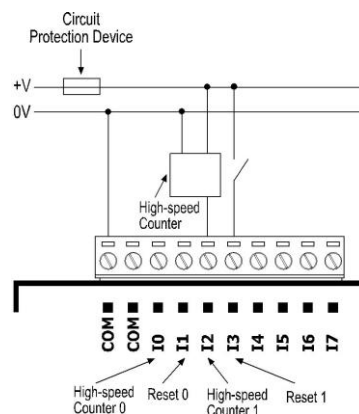 Circuit
Protection Device
+V
0V
High-speed
Counter
COM COM I0 I1 I2 I3 I4 I5 I6 I7
High-speed
Counter 0
Reset 0
High-speed
Counter 1
Reset 1